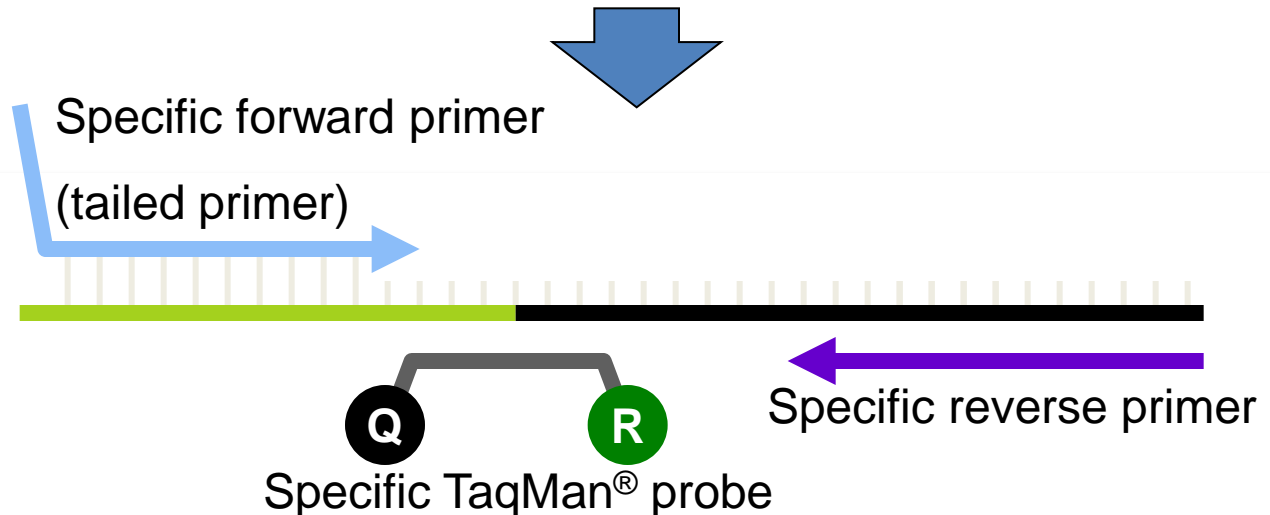 Specific forward primer
(tailed primer)
Q
R
Specific reverse primer
Specific TaqMan® probe